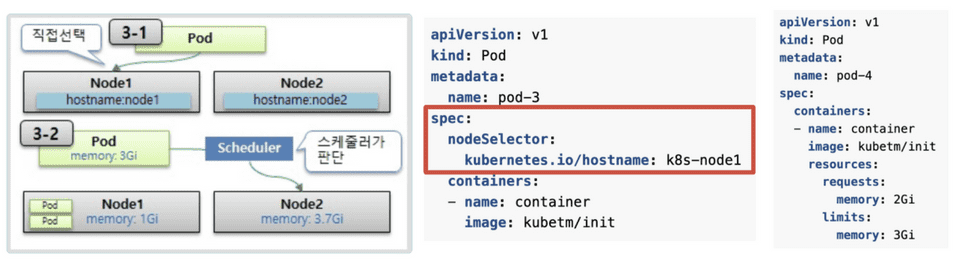 직접선택
3-1
Pod
Node1
hostname:node1
Node2
hostname:node2
3-2
Pod
memory: 3Gi
Scheduler
스케줄러가
판단
Pod
Pod
Node1
memory: 1Gi
Node2
memory: 3.7Gi
apiVersion: v1
kind: Pod
metadata:
  name: pod-3
spec:
  nodeSelector:
    kubernetes.io/hostname: k8s-node1
  containers:
  - name: container
    image: kubetm/init
apiVersion: v1
kind: Pod
metadata:
  name: pod-4
spec:
  containers:
  - name: container
    image: kubetm/init
    resources:
      requests:
        memory: 2Gi
      limits:
        memory: 3Gi